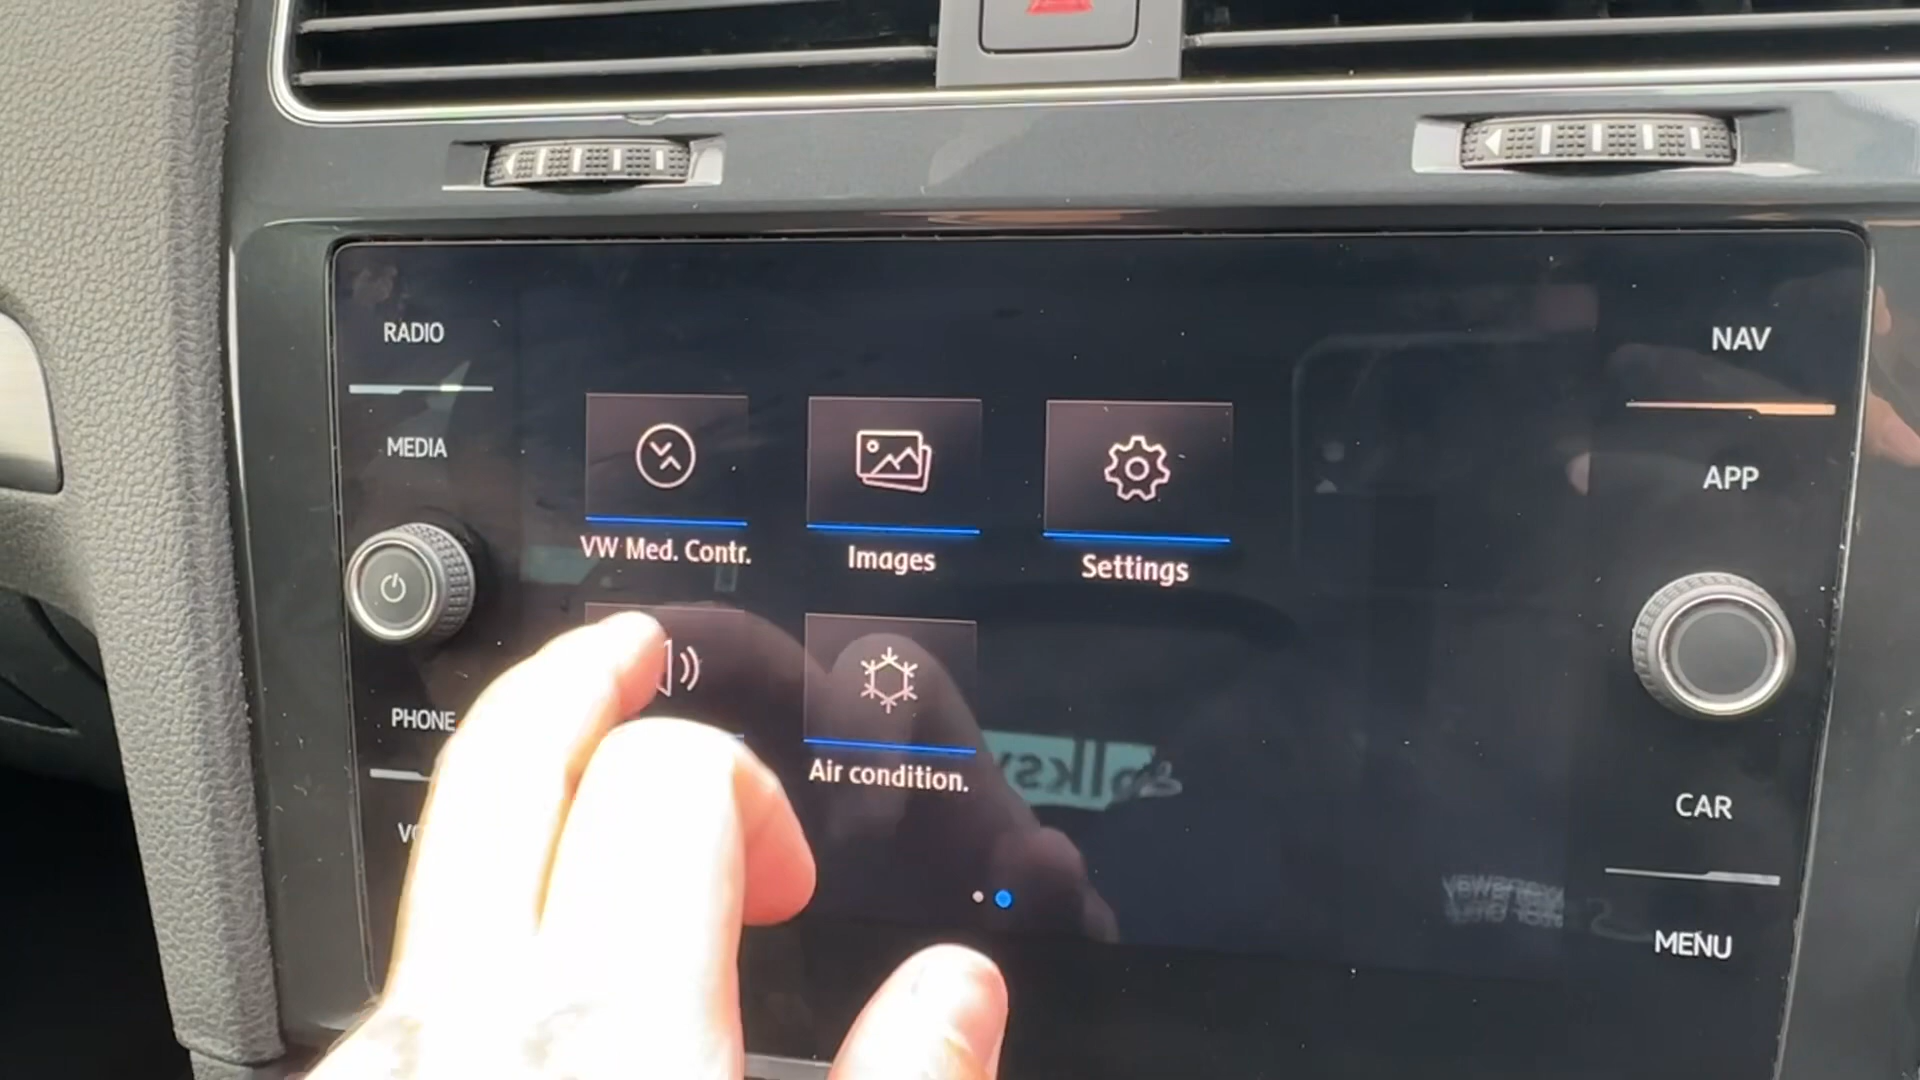 RADIO
NAV
MEDIA
APP
VW Med. Contr.
Images
Settings
PHONE
Air condition.
CAR
MENU